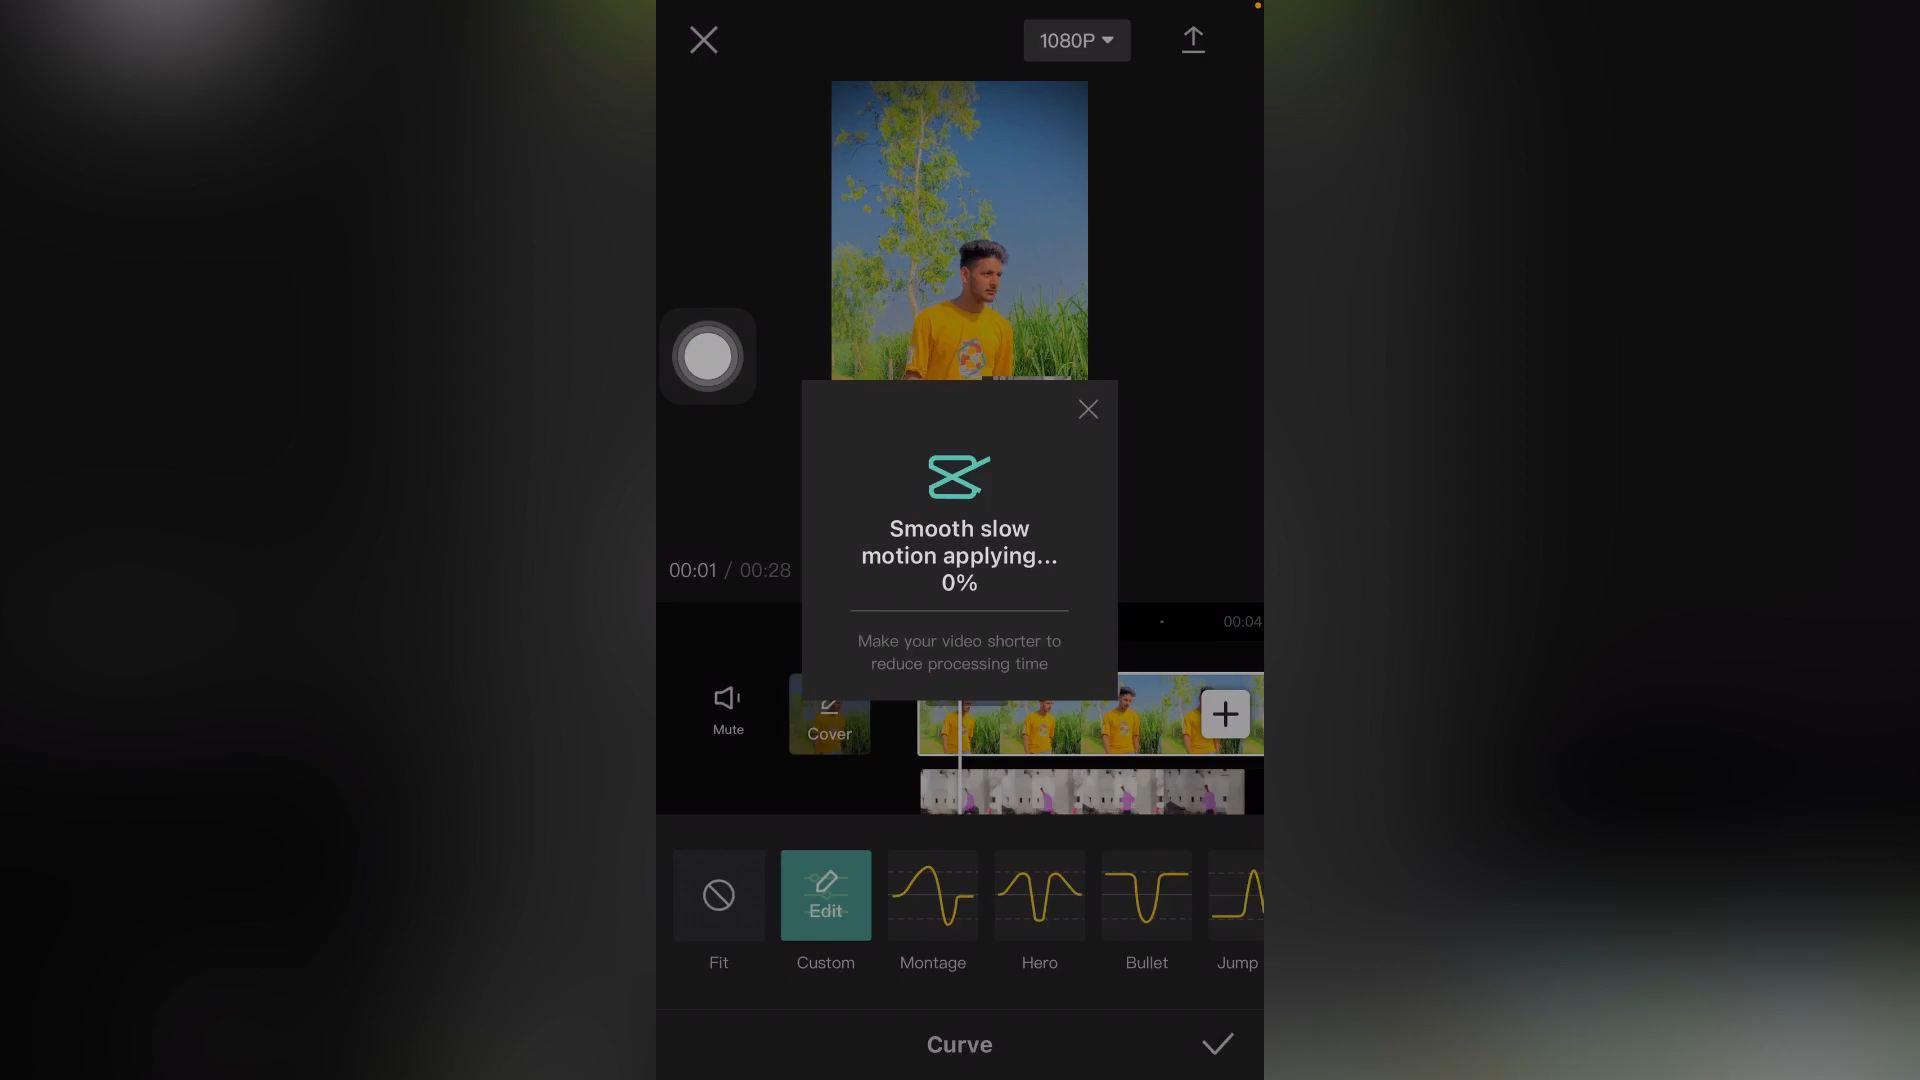 1080P
Smooth slow
motion applying...
0%
Make your video shorter to
reduce processing time
00:01 / 00:28
00:04
Mute
Cover
Edit
Fit
Custom
Montage
Hero
Bullet
Jump
Curve